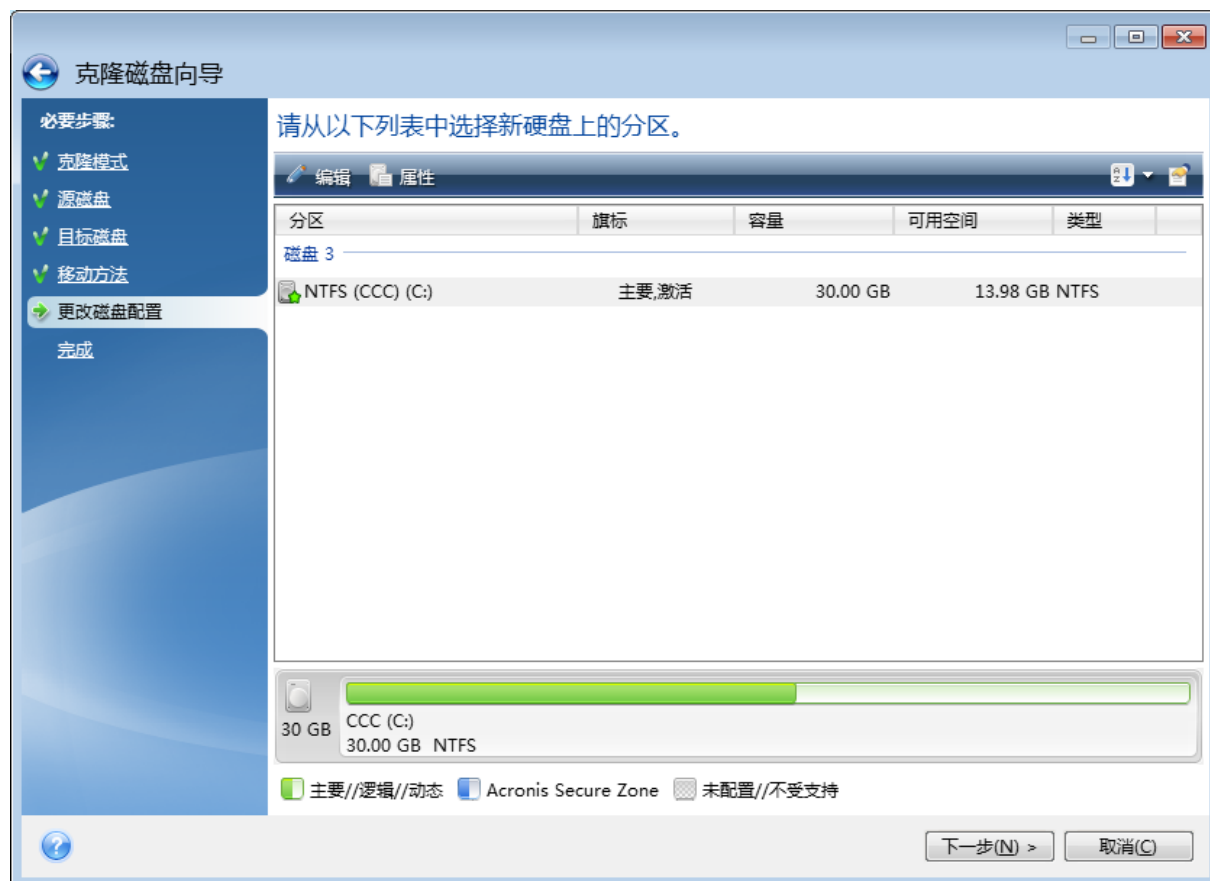 克隆磁盘向导
必要步骤:
克隆模式
源磁盘
目标磁盘
移动方法
更改磁盘配置
完成
请从以下列表中选择新硬盘上的分区。
编辑 属性
分区 旗标 容量 可用空间 类型
磁盘 3
NTFS (CCC) (C:) 主要,激活 30.00 GB 13.98 GB NTFS
30 GB
CCC (C:)
30.00 GB NTFS
主要//逻辑//动态 Acronis Secure Zone 未配置//不受支持
下一步(N) > 取消(C)